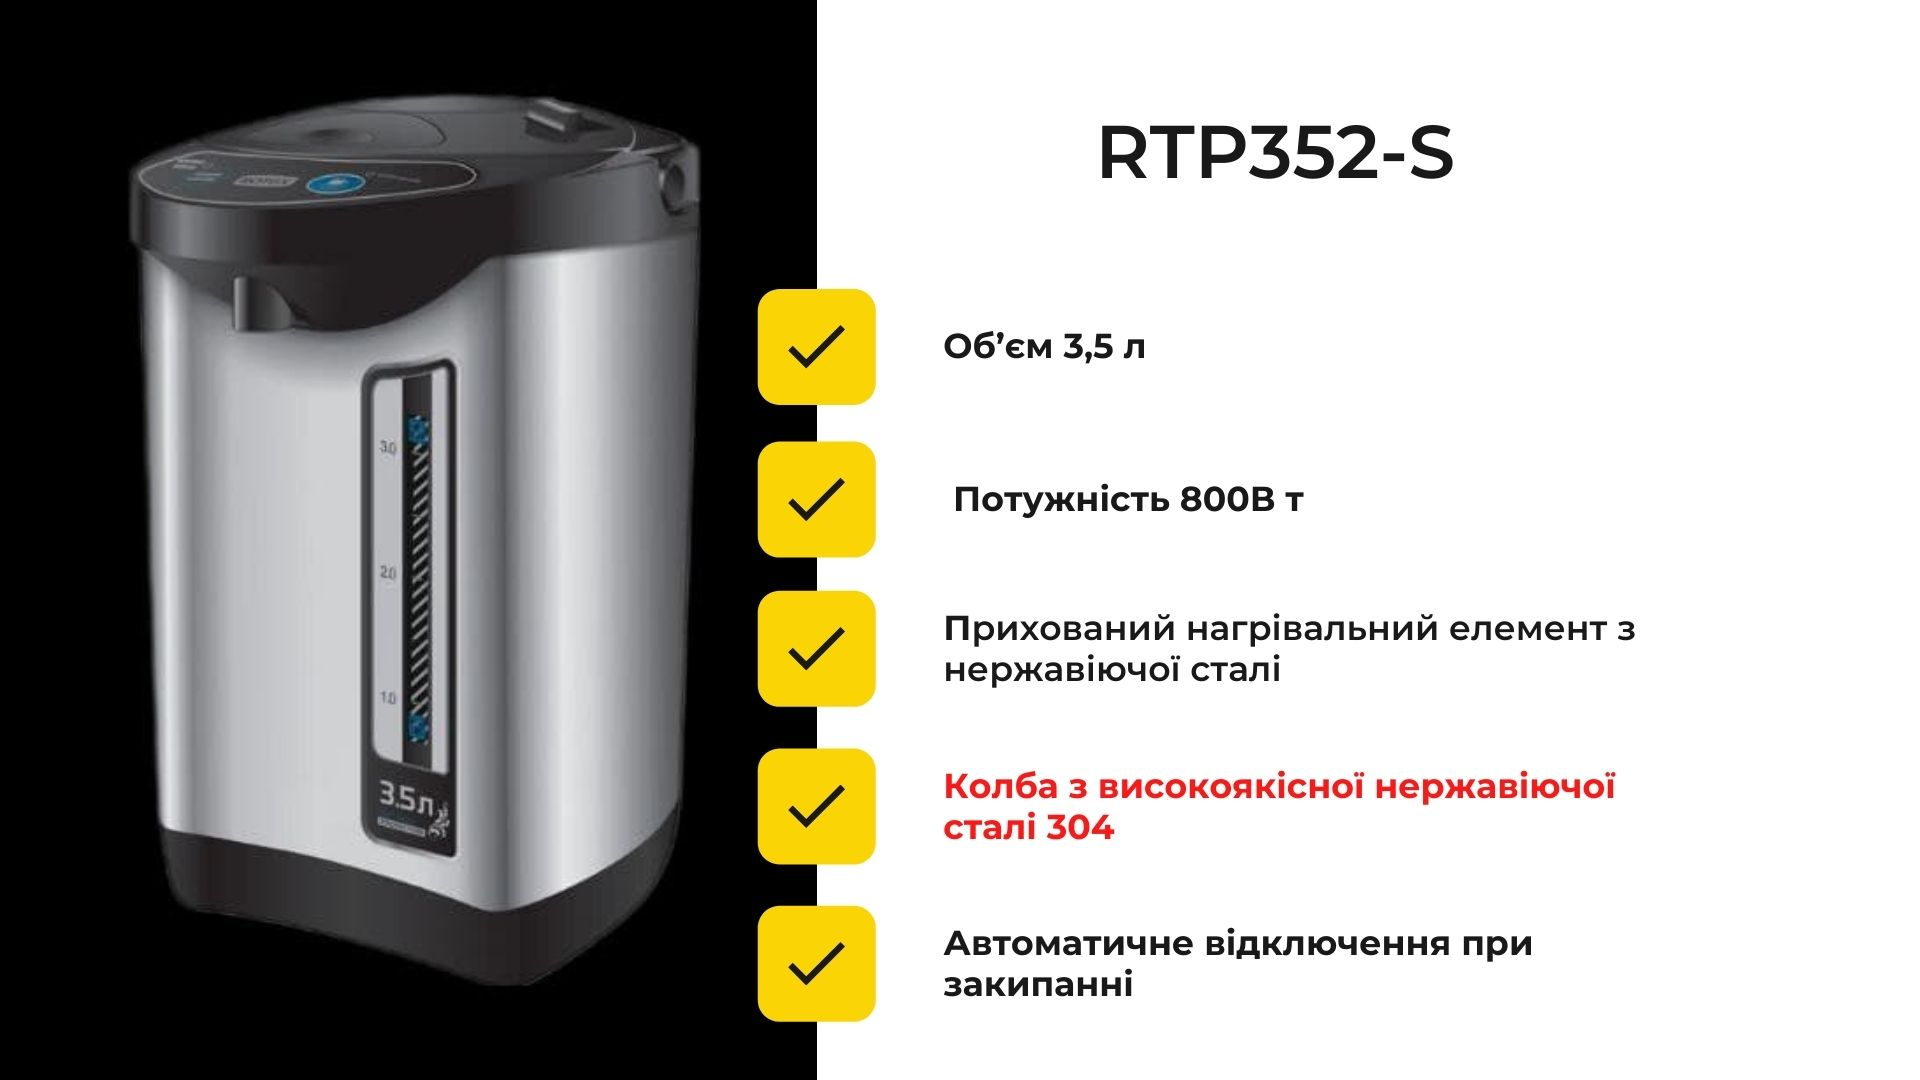 RTP352-S
Об’єм 3,5 л
Потужність 800В т
Прихований нагрівальний елемент з
нержавіючої сталі
Колба з високоякісної нержавіючої
сталі 304
Автоматичне відключення при
закипанні
3.0
2.0
1.0
3.5л